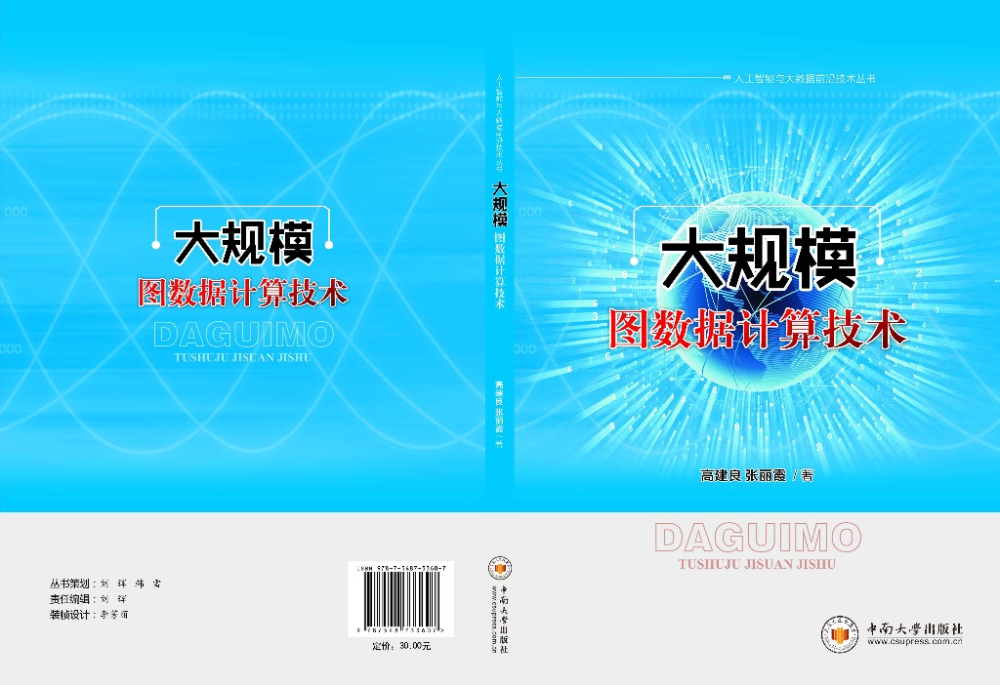 大规模
图数据计算技术
DAGUIMO
TUSHUJU JISUAN JISHU
丛书策划：刘 辉 韩 雪
责任编辑：刘 辉
装帧设计：李芳丽
ISBN 978-7-5487-3360-7
9 787548 733607
定价：30.00元
人工智能与大数据前沿技术丛书
大规模
图数据计算技术
高建良 张丽霞 / 著
中南大学出版社
www.csupress.com.cn
人工智能与大数据前沿技术丛书
大规模
图数据计算技术
高建良 张丽霞 / 著
DAGUIMO
TUSHUJU JISUAN JISHU
中南大学出版社
www.csupress.com.cn